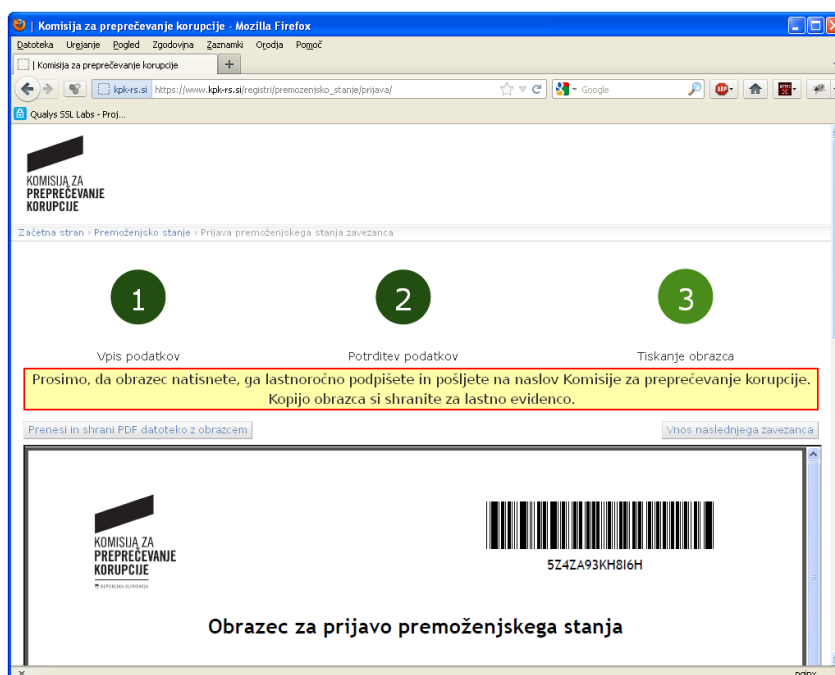 | Komisija za preprečevanje korupcije - Mozilla Firefox
Datoteka Urejanje Pogled Zgodovina Zaznamki Orodja Pomoč
| Komisija za preprečevanje korupcije +
kpk-rs.si https://www.kpk-rs.si/registri/premozenjsko_stanje/prijava/ Google
Qualys SSL Labs - Proj...
KOMISIJA ZA
PREPREČEVANJE
KORUPCIJE
Začetna stran › Premoženjsko stanje › Prijava premoženjskega stanja zavezanca
1 2 3
Vpis podatkov Potrditev podatkov Tiskanje obrazca
Prosimo, da obrazec natisnete, ga lastnoročno podpišete in pošljete na naslov Komisije za preprečevanje korupcije.
Kopijo obrazca si shranite za lastno evidenco.
Prenesi in shrani PDF datoteko z obrazcem Vnos naslednjega zavezanca
KOMISIJA ZA
PREPREČEVANJE
KORUPCIJE
REPUBLIKA SLOVENIJA
5Z4ZA93KH8I6H
Obrazec za prijavo premoženjskega stanja
x nginx